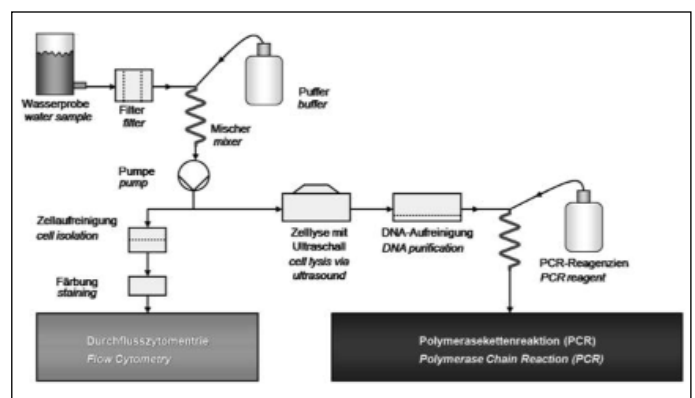 Wasserprobe
water sample
Filter
filter
Puffer
buffer
Mischer
mixer
Pumpe
pump
Zellaufreinigung
cell isolation
Zelllyse mit
Ultraschall
cell lysis via
ultrasound
DNA-Aufreinigung
DNA purification
PCR-Reagenzien
PCR reagent
Färbung
staining
Durchflusszytomentrie
Flow Cytometry
Polymerasekettenreaktion (PCR)
Polymerase Chain Reaction (PCR)